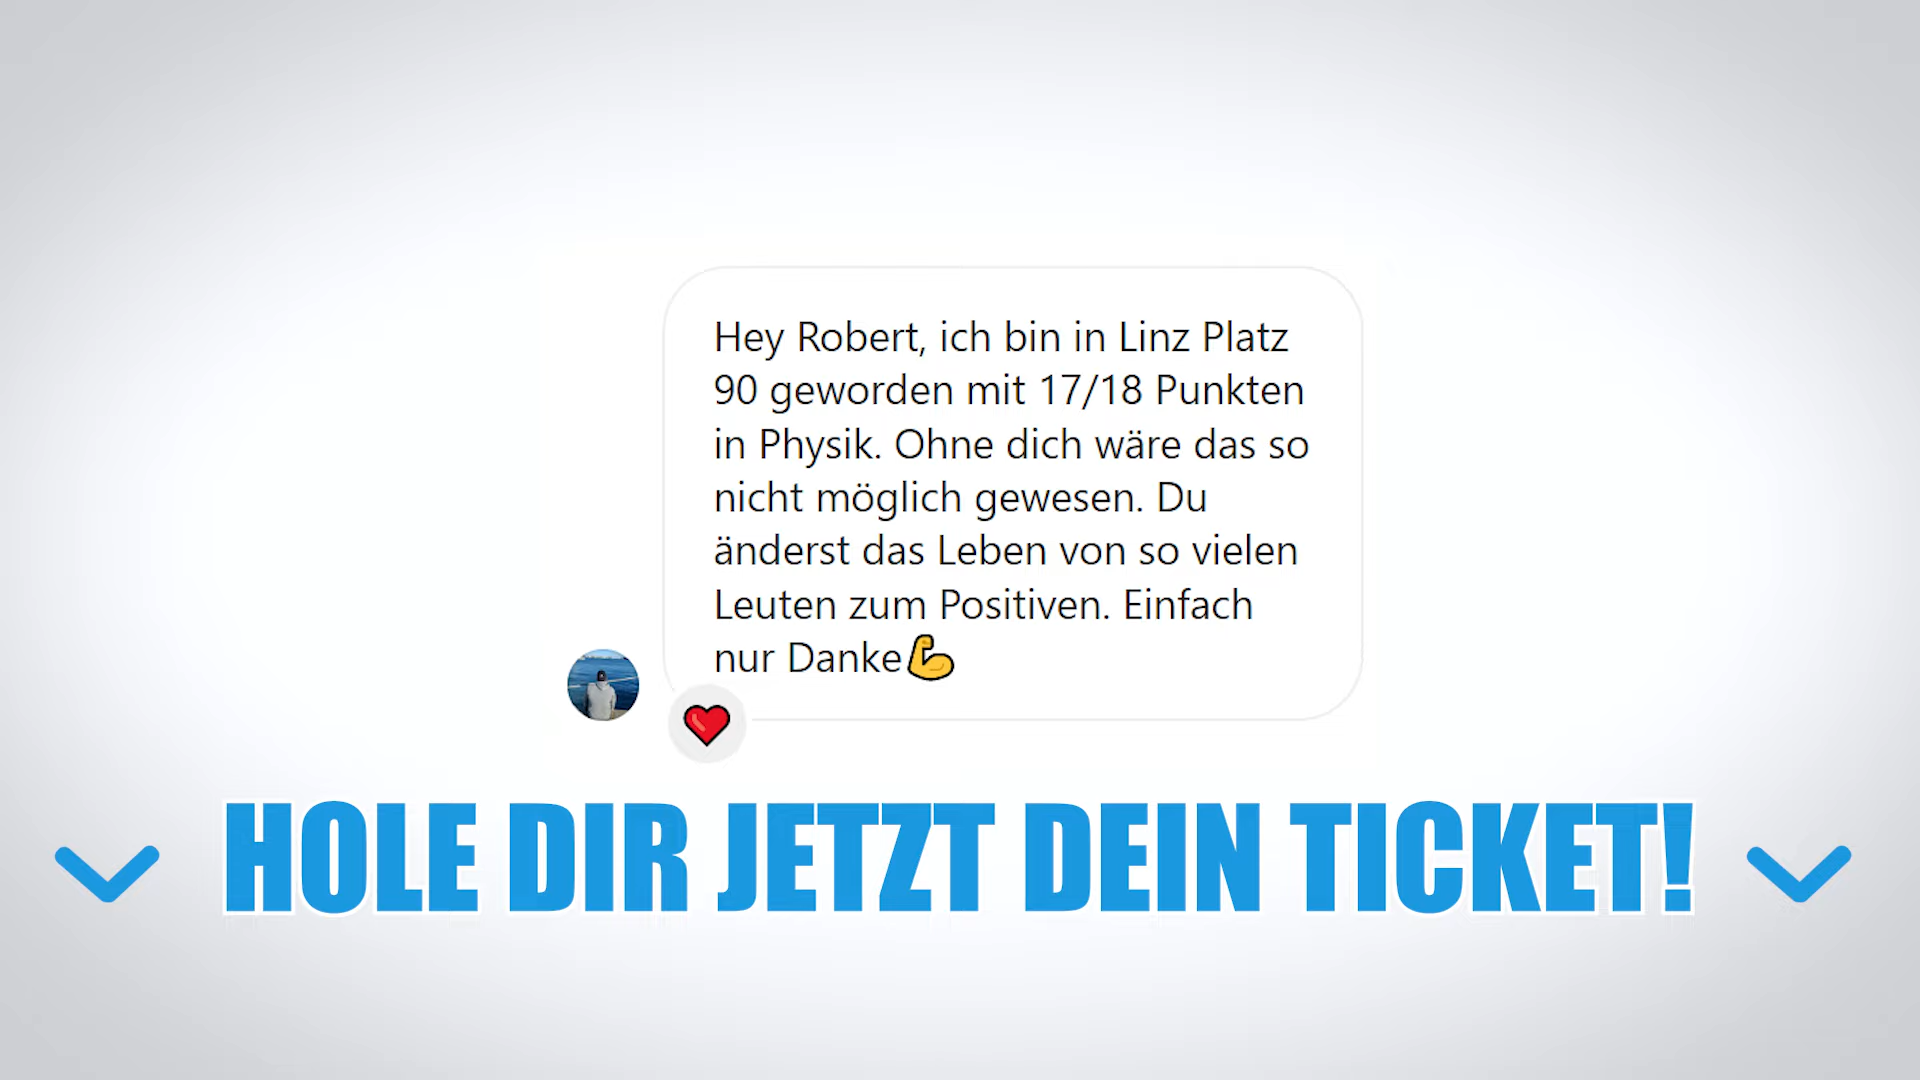 Hey Robert, ich bin in Linz Platz
90 geworden mit 17/18 Punkten
in Physik. Ohne dich wäre das so
nicht möglich gewesen. Du
änderst das Leben von so vielen
Leuten zum Positiven. Einfach
nur Danke💪
HOLE DIR JETZT DEIN TICKET!